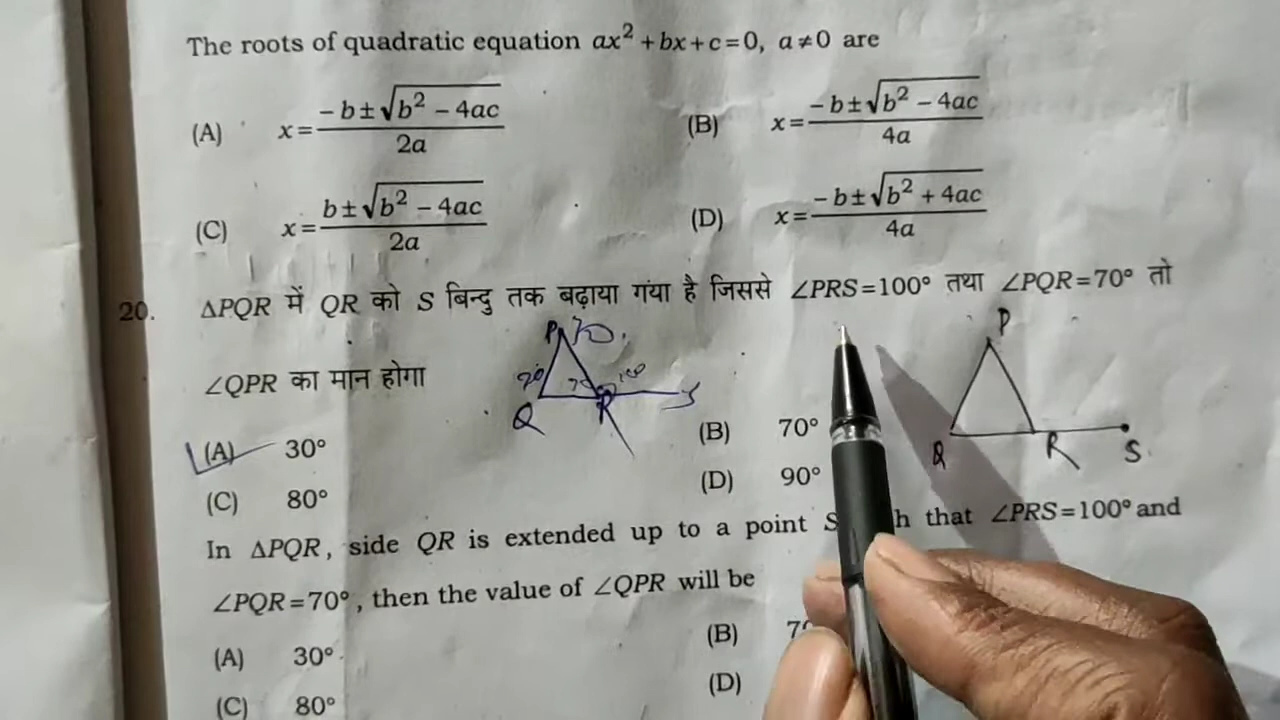 The roots of quadratic equation ax² + bx + c = 0, a ≠ 0 are
(A) x = (-b ± √(b² - 4ac)) / 2a (B) x = (-b ± √(b² - 4ac)) / 4a
(C) x = (b ± √(b² - 4ac)) / 2a (D) x = (-b ± √(b² + 4ac)) / 4a
20. ΔPQR में QR को S बिन्दु तक बढ़ाया गया है जिससे ∠PRS=100° तथा ∠PQR=70° तो
P P
∠QPR का मान होगा
Q R S Q R S
(A) 30° (B) 70°
(C) 80° (D) 90°
In ΔPQR, side QR is extended up to a point S h that ∠PRS=100° and
∠PQR=70°, then the value of ∠QPR will be
(A) 30° (B)
(C) 80° (D)